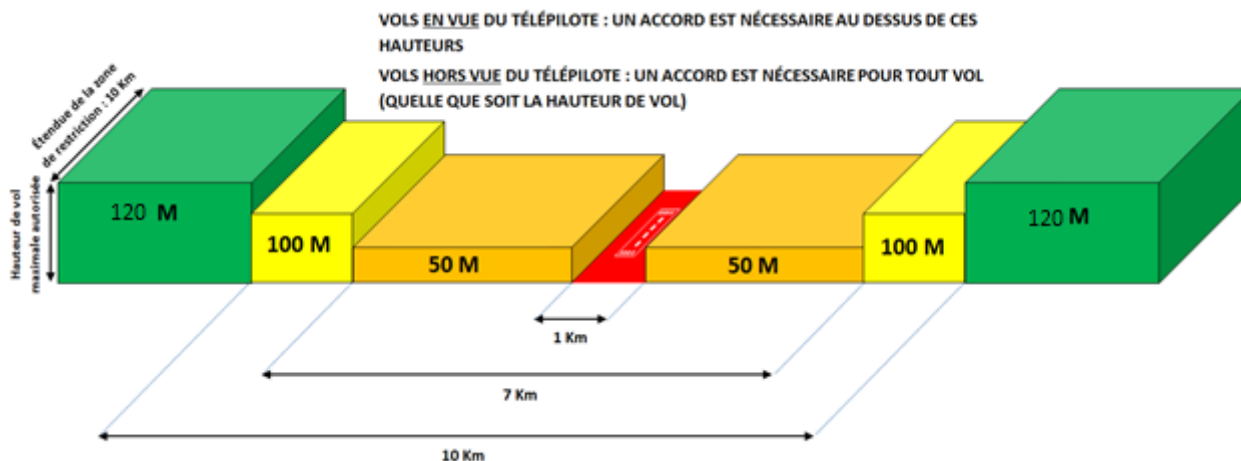 VOLS EN VUE DU TÉLÉPILOTE : UN ACCORD EST NÉCESSAIRE AU DESSUS DE CES
HAUTEURS
VOLS HORS VUE DU TÉLÉPILOTE : UN ACCORD EST NÉCESSAIRE POUR TOUT VOL
(QUELLE QUE SOIT LA HAUTEUR DE VOL)
Étendue de la zone
de restriction : 10 Km
Hauteur de vol
maximale autorisée
120 M
100 M
50 M
50 M
100 M
120 M
1 Km
7 Km
10 Km